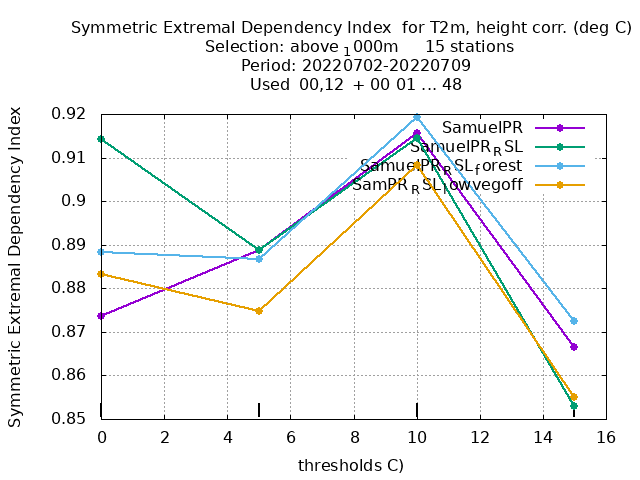 Symmetric Extremal Dependency Index for T2m, height corr. (deg C)
Selection: above 1000m 15 stations
Period: 20220702-20220709
Used 00,12 + 00 01 ... 48
Symmetric Extremal Dependency Index
0.92
0.91
0.9
0.89
0.88
0.87
0.86
0.85
SamuelPR
SamuelPRRSL
SamuelPRRSLforest
SamPRRSLlowvegoff
0 2 4 6 8 10 12 14 16
thresholds C)